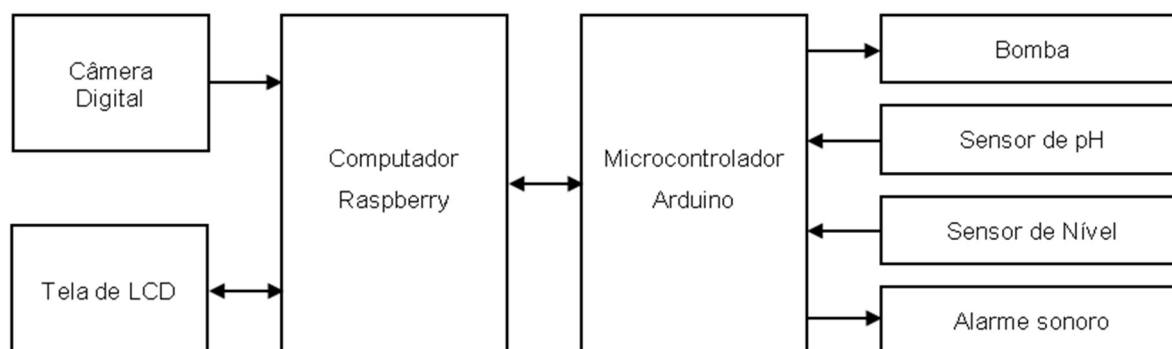 Câmera
Digital
Tela de LCD
Computador
Raspberry
Microcontrolador
Arduino
Bomba
Sensor de pH
Sensor de Nível
Alarme sonoro